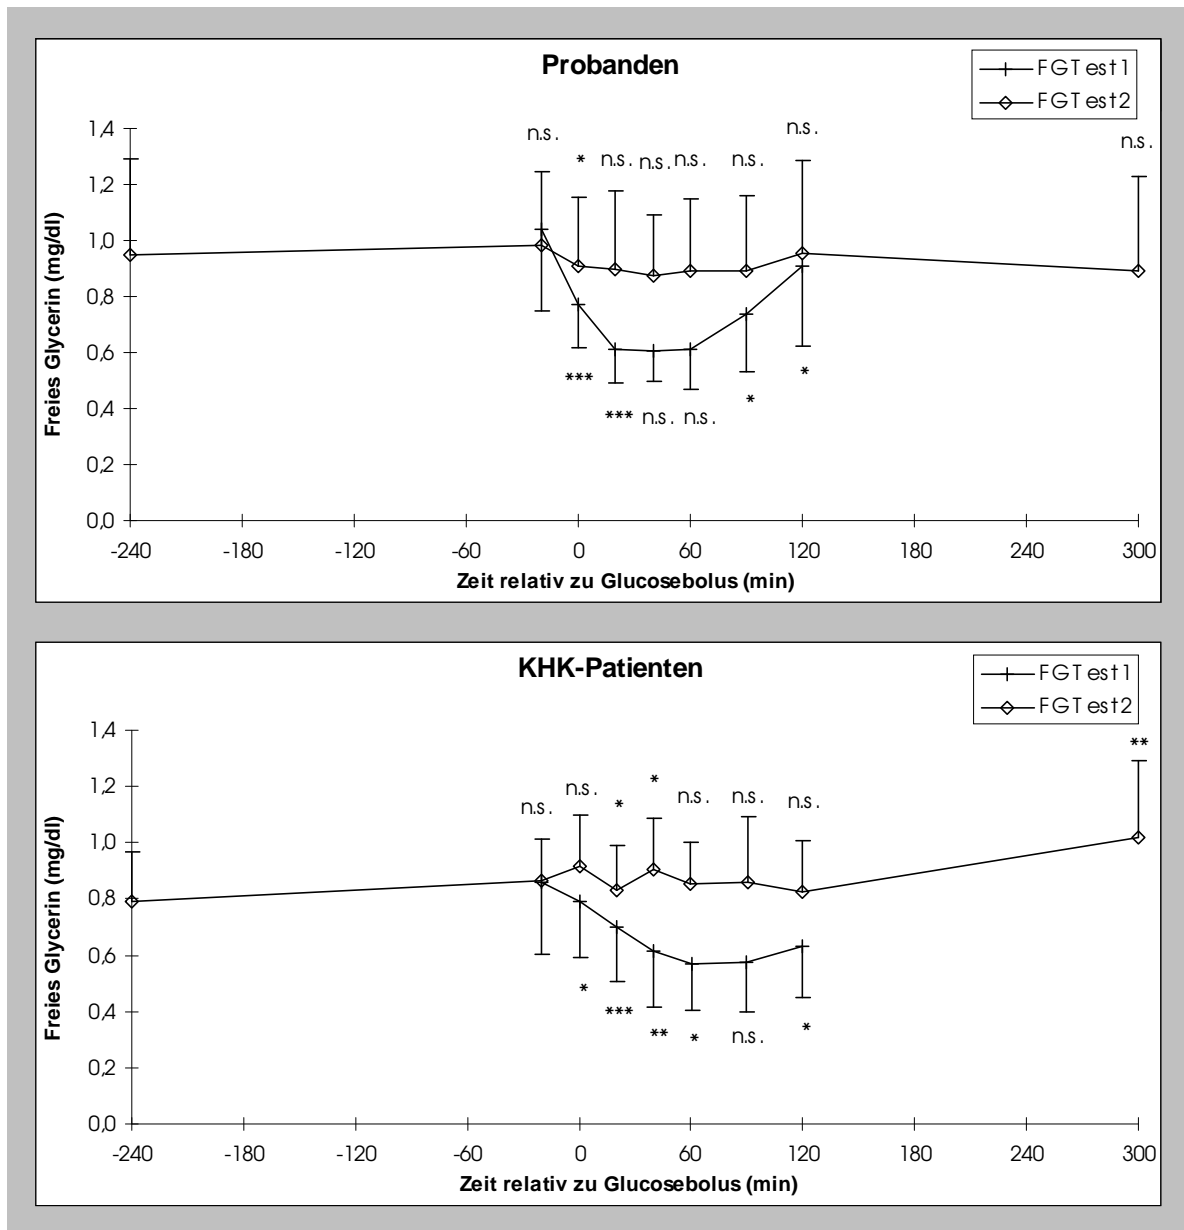 Probanden
FGTest1
FGTest2
1,4
1,2
1,0
0,8
0,6
0,4
0,2
0,0
Freies Glycerin (mg/dl)
n.s. * n.s. n.s. n.s. n.s. n.s. n.s.
*** *** n.s. n.s. * *
-240 -180 -120 -60 0 60 120 180 240 300
Zeit relativ zu Glucosebolus (min)
KHK-Patienten
FGTest1
FGTest2
1,4
1,2
1,0
0,8
0,6
0,4
0,2
0,0
Freies Glycerin (mg/dl)
n.s. n.s. * * n.s. n.s. n.s. **
* *** ** * n.s. *
-240 -180 -120 -60 0 60 120 180 240 300
Zeit relativ zu Glucosebolus (min)